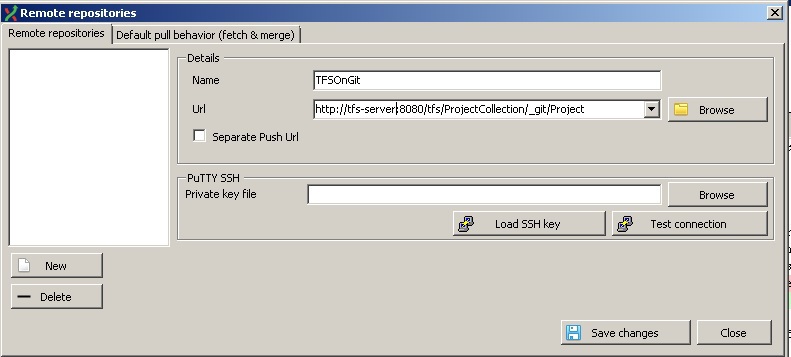 Remote repositories
Remote repositories
Default pull behavior (fetch & merge)
Details
Name
TFSOnGit
Url
http://tfs-server:8080/tfs/ProjectCollection/_git/Project
Browse
Separate Push Url
PuTTY SSH
Private key file
Browse
Load SSH key
Test connection
New
Delete
Save changes
Close